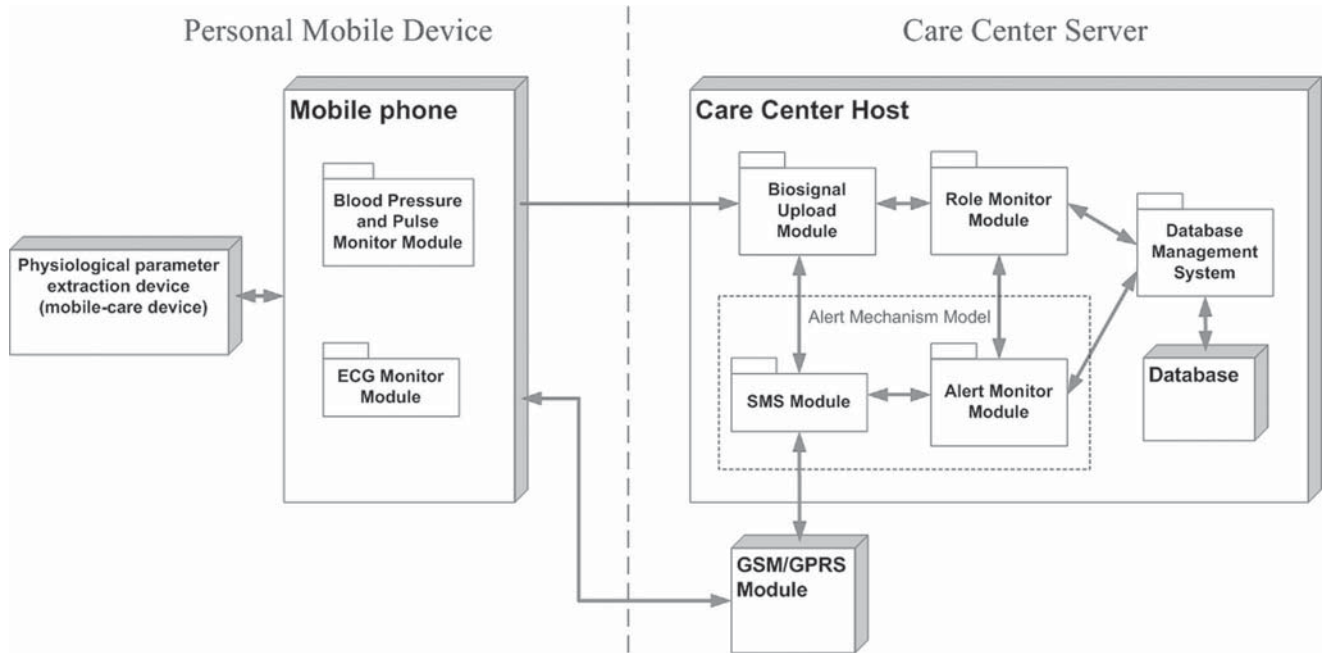 Personal Mobile Device
Care Center Server
Mobile phone
Blood Pressure
and Pulse
Monitor Module
ECG Monitor
Module
Physiological parameter
extraction device
(mobile-care device)
Care Center Host
Biosignal
Upload
Module
Role Monitor
Module
Database
Management
System
Alert Mechanism Model
SMS Module
Alert Monitor
Module
Database
GSM/GPRS
Module